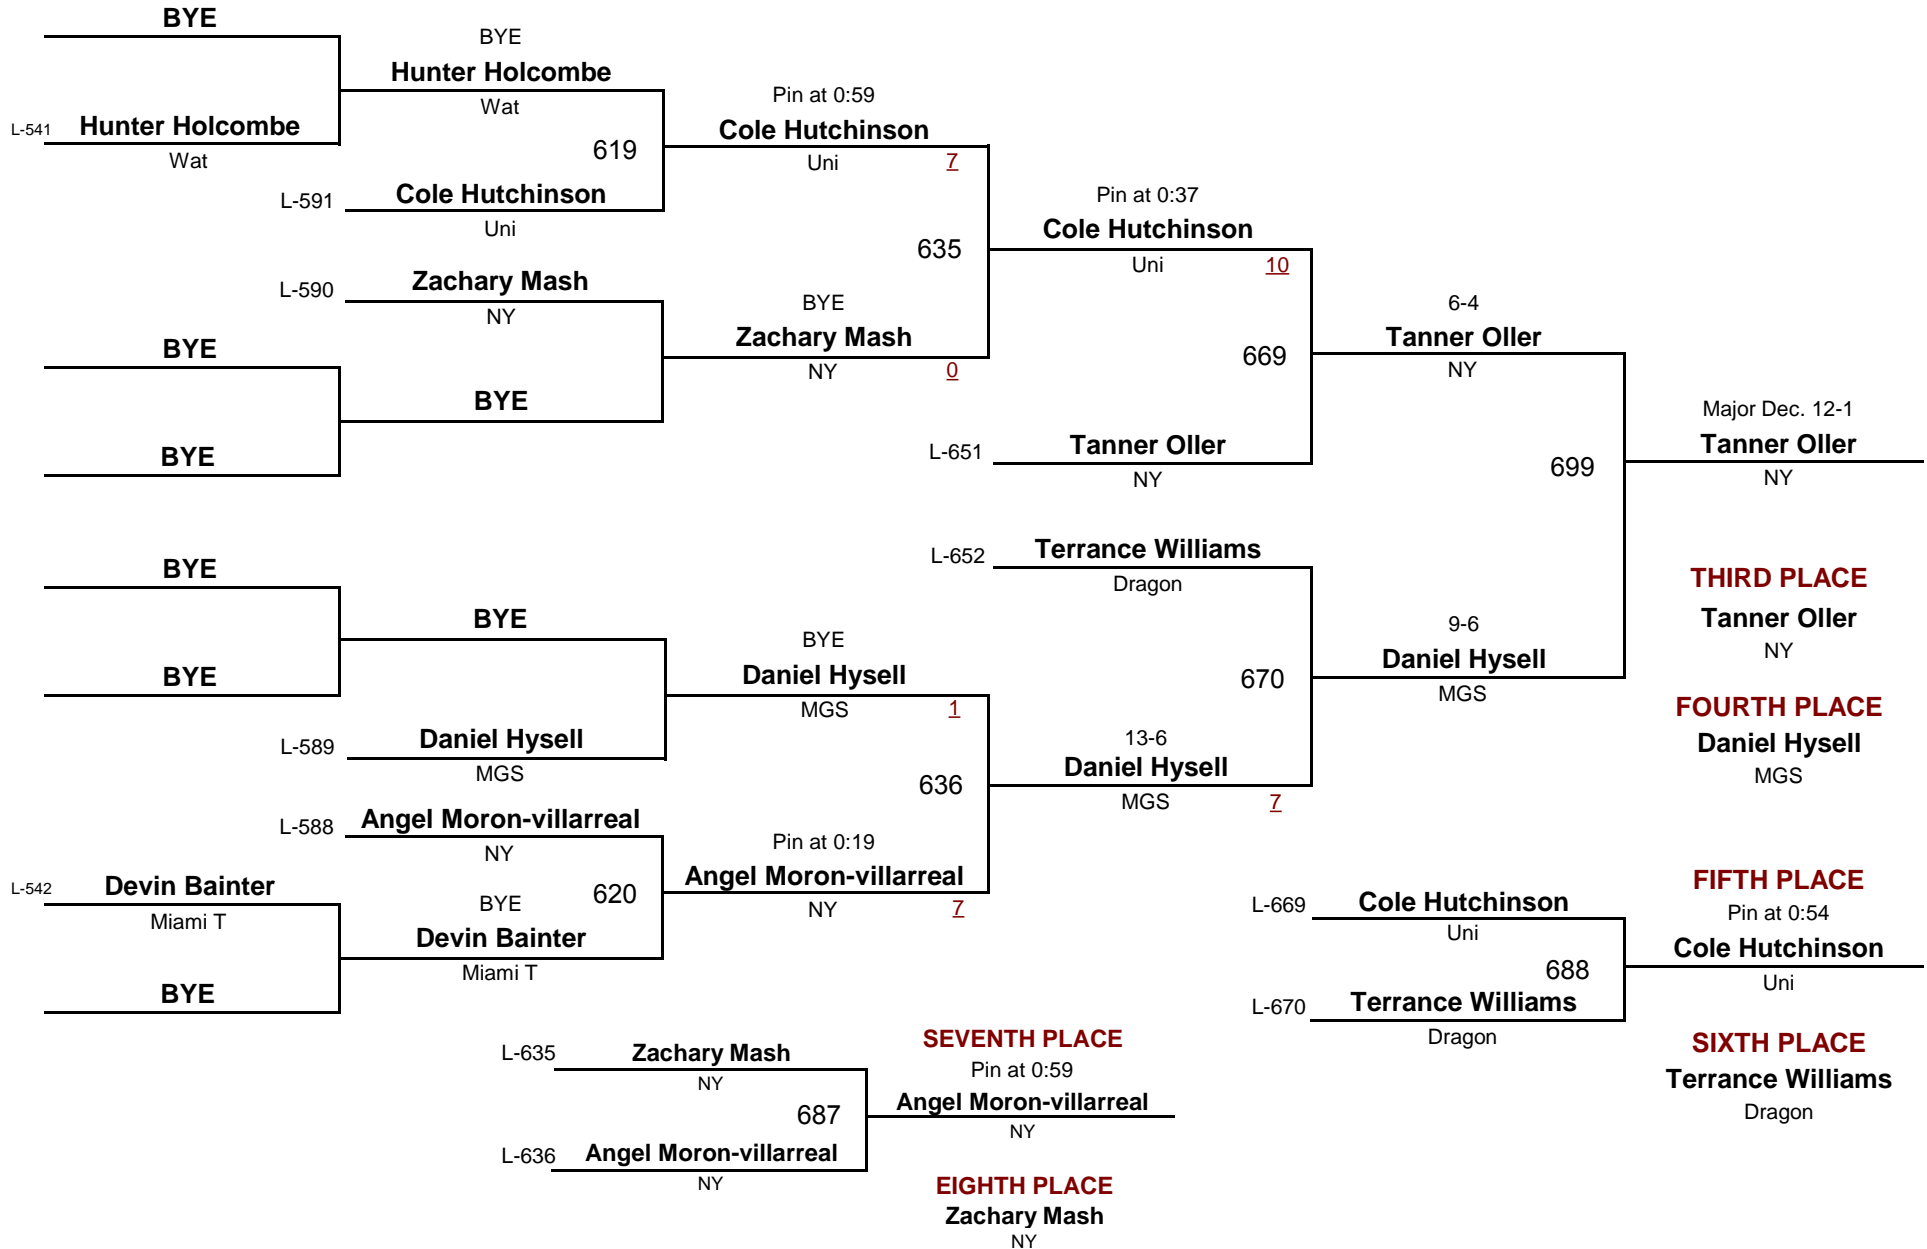 BYE
BYE
Hunter Holcombe
Wat
Pin at 0:59
L-541 Hunter Holcombe
Wat
619
Cole Hutchinson
Uni 7
L-591 Cole Hutchinson
Uni
Pin at 0:37
Cole Hutchinson
Uni 10
635
L-590 Zachary Mash
NY
BYE
Zachary Mash
NY 0
6-4
Tanner Oller
NY
BYE
669
BYE
BYE
L-651 Tanner Oller
NY
Major Dec. 12-1
Tanner Oller
NY
699
L-652 Terrance Williams
Dragon
BYE
THIRD PLACE
Tanner Oller
NY
BYE
BYE
BYE
Daniel Hysell
MGS 1
9-6
Daniel Hysell
MGS
670
FOURTH PLACE
Daniel Hysell
MGS
L-589 Daniel Hysell
MGS
13-6
Daniel Hysell
MGS 7
636
L-588 Angel Moron-villarreal
NY
Pin at 0:19
Angel Moron-villarreal
NY 7
L-542 Devin Bainter
Miami T
620
BYE
Devin Bainter
Miami T
BYE
L-669 Cole Hutchinson
Uni
FIFTH PLACE
Pin at 0:54
Cole Hutchinson
Uni
688
L-670 Terrance Williams
Dragon
SIXTH PLACE
Terrance Williams
Dragon
L-635 Zachary Mash
NY
SEVENTH PLACE
Pin at 0:59
Angel Moron-villarreal
NY
687
L-636 Angel Moron-villarreal
NY
EIGHTH PLACE
Zachary Mash
NY